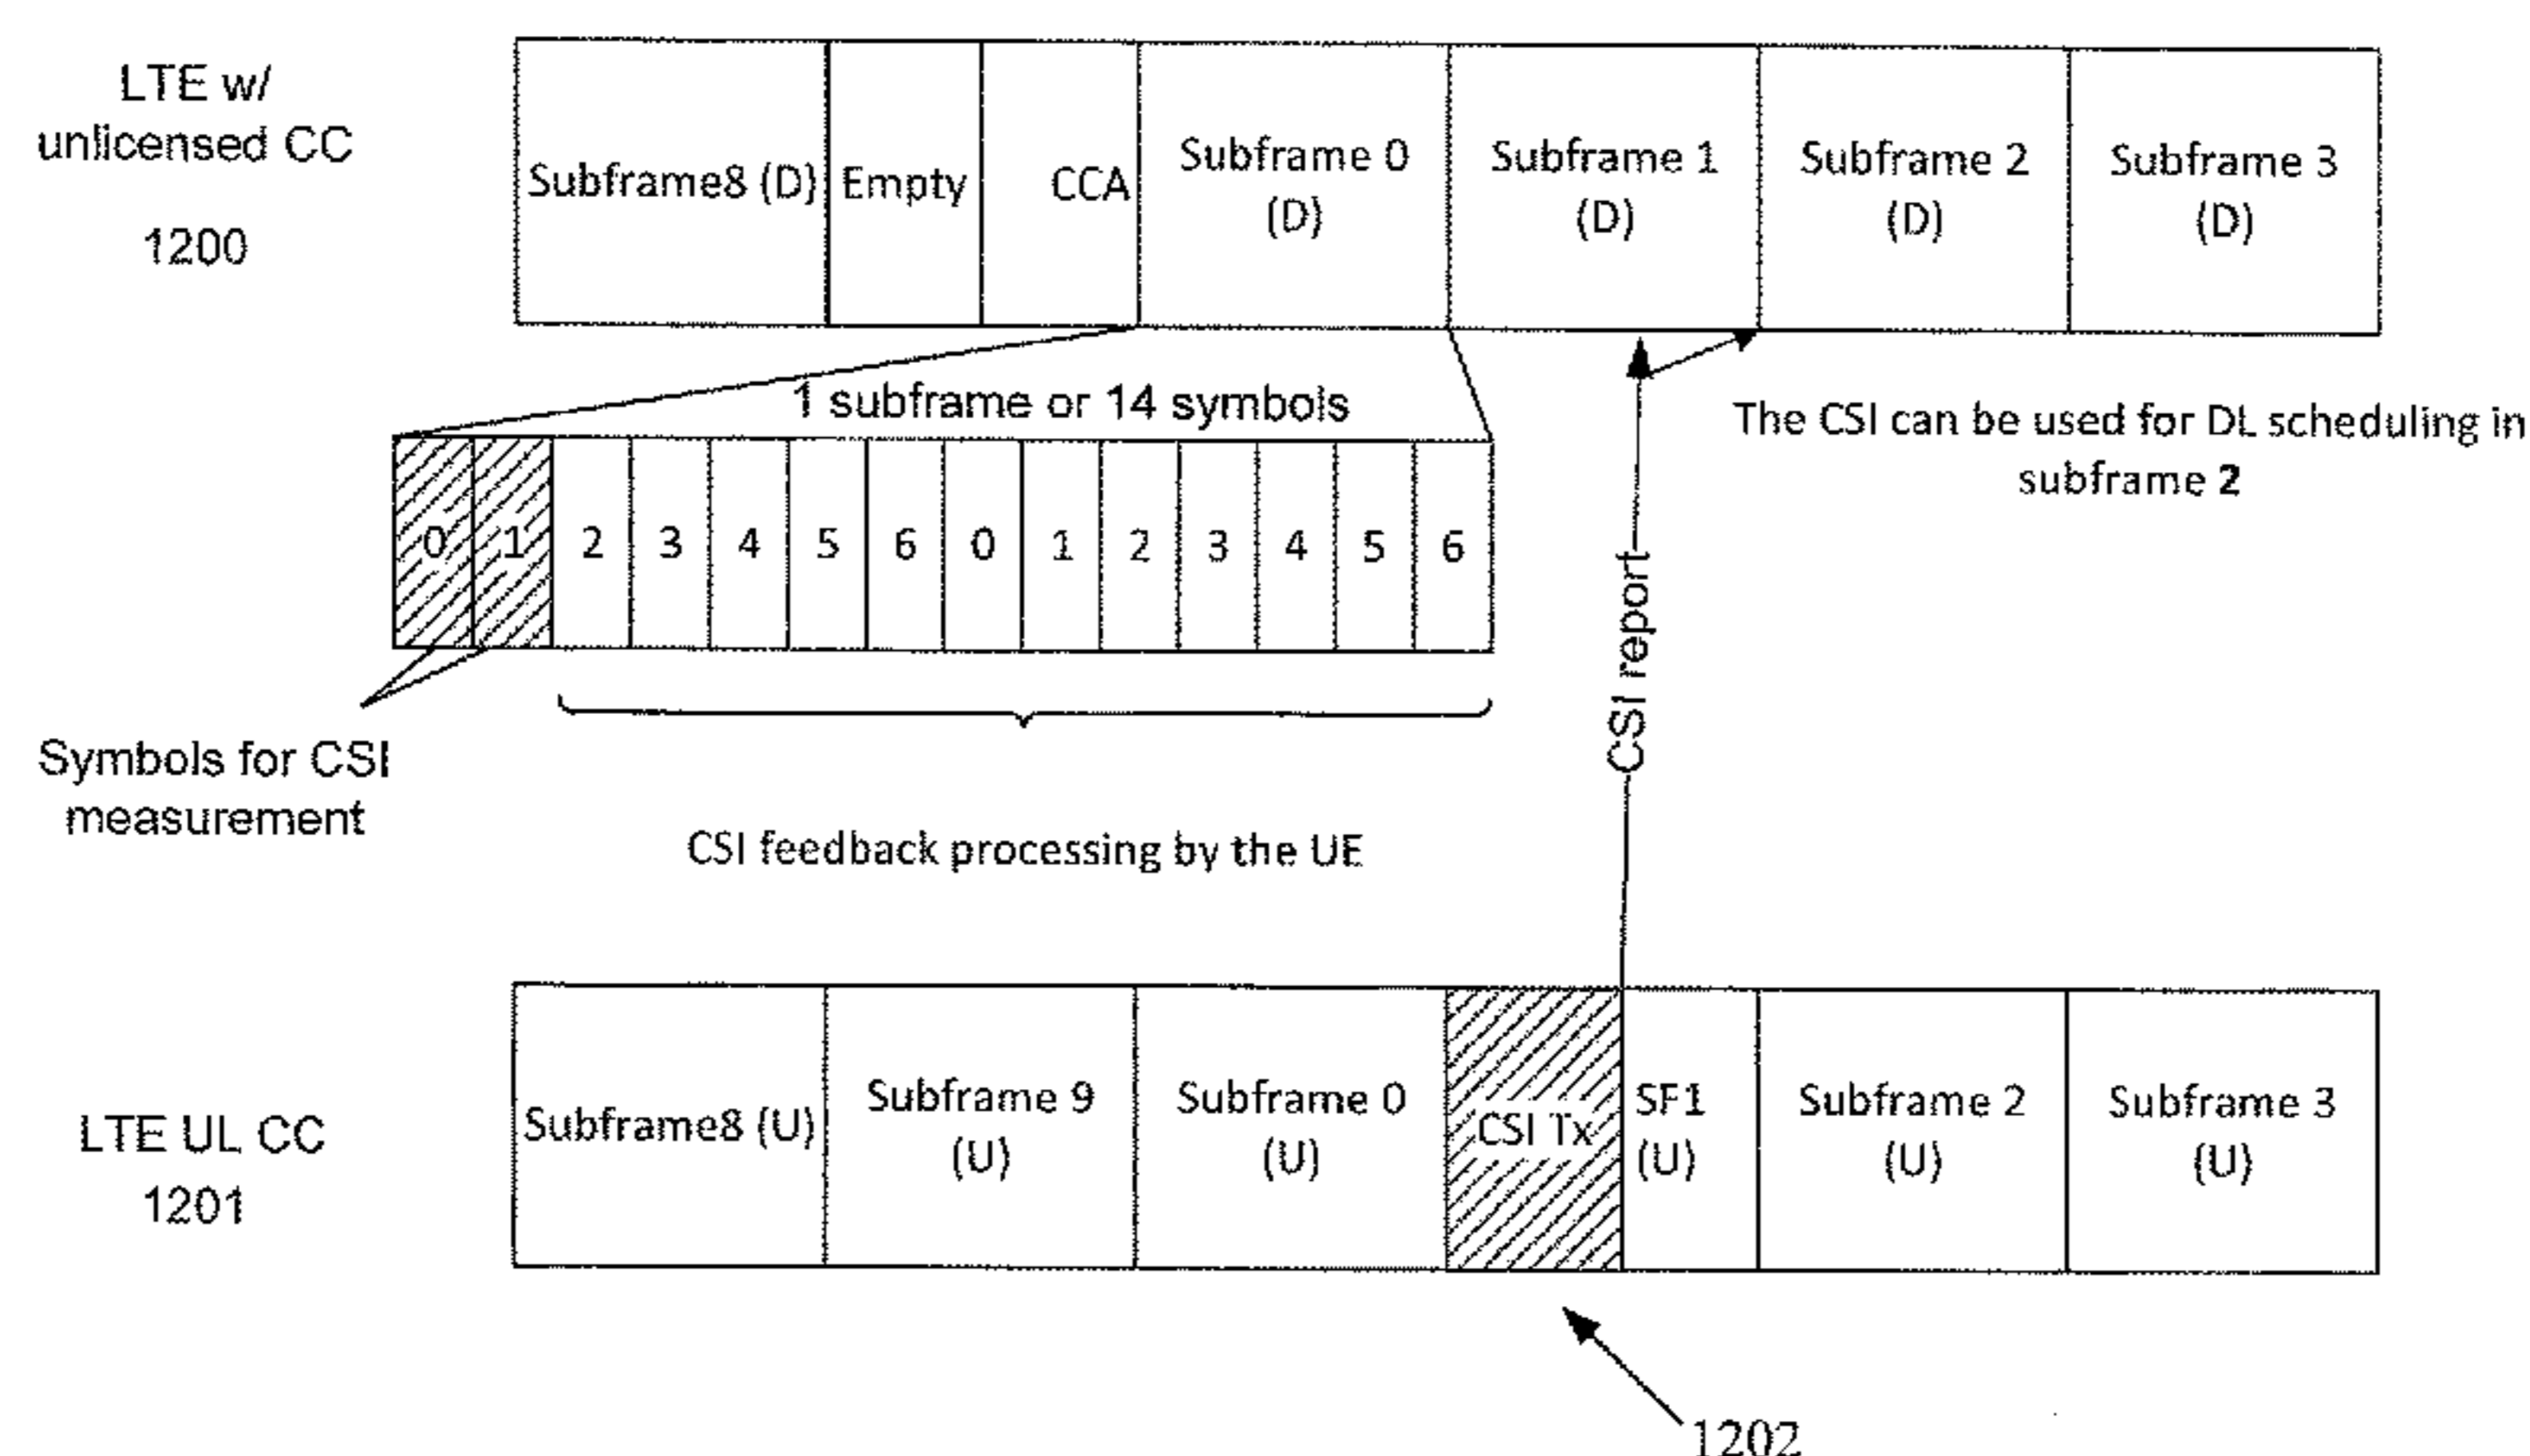 LTE w/
unlicensed CC
1200
Subframe8 (D)
Empty
CCA
Subframe 0
(D)
Subframe 1
(D)
Subframe 2
(D)
Subframe 3
(D)
1 subframe or 14 symbols
The CSI can be used for DL scheduling in
subframe 2
0 1 2 3 4 5 6 0 1 2 3 4 5 6
CSI report
Symbols for CSI
measurement
CSI feedback processing by the UE
LTE UL CC
1201
Subframe8 (U)
Subframe 9
(U)
Subframe 0
(U)
CSI Tx
SF1
(U)
Subframe 2
(U)
Subframe 3
(U)
1202